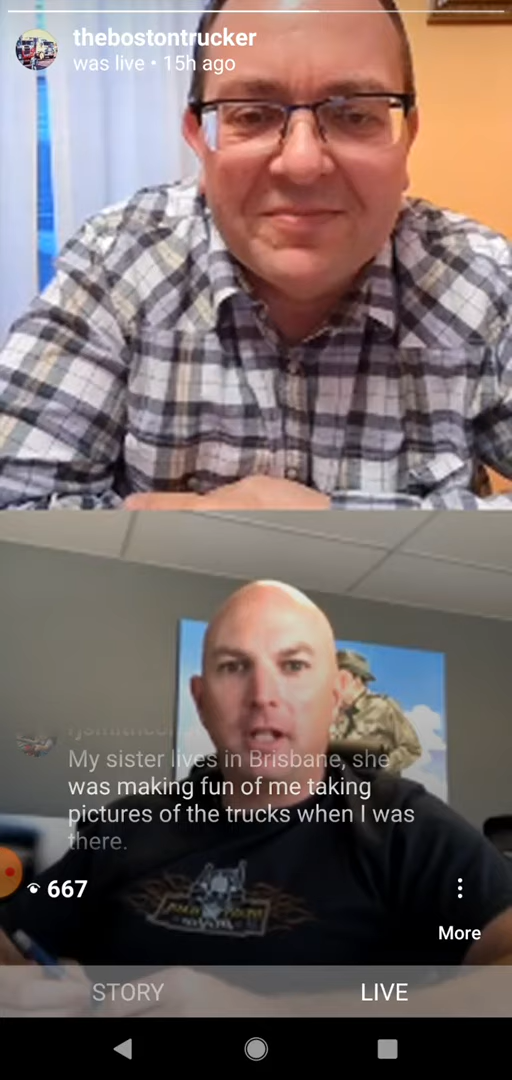 thebostontrucker
was live • 15h ago
My sister lives in Brisbane, she
was making fun of me taking
pictures of the trucks when I was
there.
667
More
STORY
LIVE